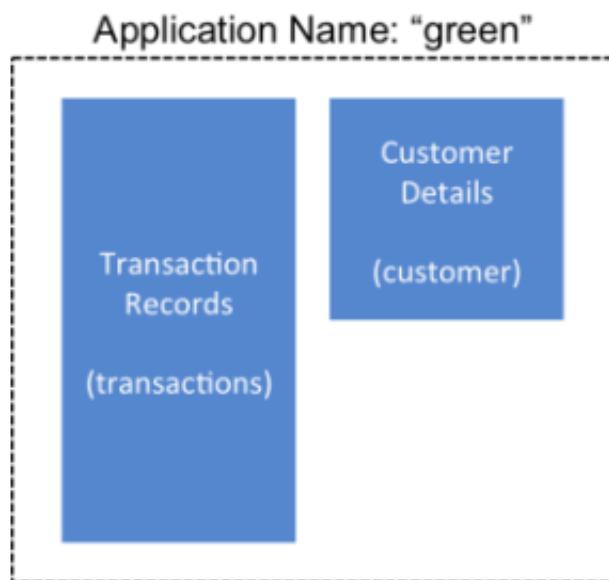 Application Name: “green”
Transaction
Records
(transactions)
Customer
Details
(customer)